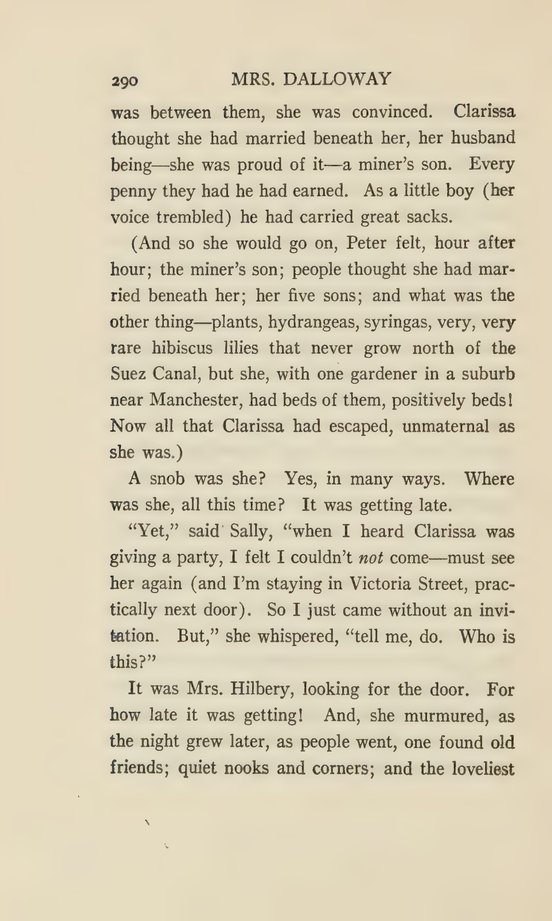 290 MRS. DALLOWAY
was between them, she was convinced. Clarissa
thought she had married beneath her, her husband
being—she was proud of it—a miner's son. Every
penny they had he had earned. As a little boy (her
voice trembled) he had carried great sacks.
(And so she would go on, Peter felt, hour after
hour; the miner's son; people thought she had mar-
ried beneath her; her five sons; and what was the
other thing—plants, hydrangeas, syringas, very, very
rare hibiscus lilies that never grow north of the
Suez Canal, but she, with one gardener in a suburb
near Manchester, had beds of them, positively beds!
Now all that Clarissa had escaped, unmaternal as
she was.)
A snob was she? Yes, in many ways. Where
was she, all this time? It was getting late.
"Yet," said Sally, "when I heard Clarissa was
giving a party, I felt I couldn't not come—must see
her again (and I'm staying in Victoria Street, prac-
tically next door). So I just came without an invi-
tation. But," she whispered, "tell me, do. Who is
this?"
It was Mrs. Hilbery, looking for the door. For
how late it was getting! And, she murmured, as
the night grew later, as people went, one found old
friends; quiet nooks and corners; and the loveliest